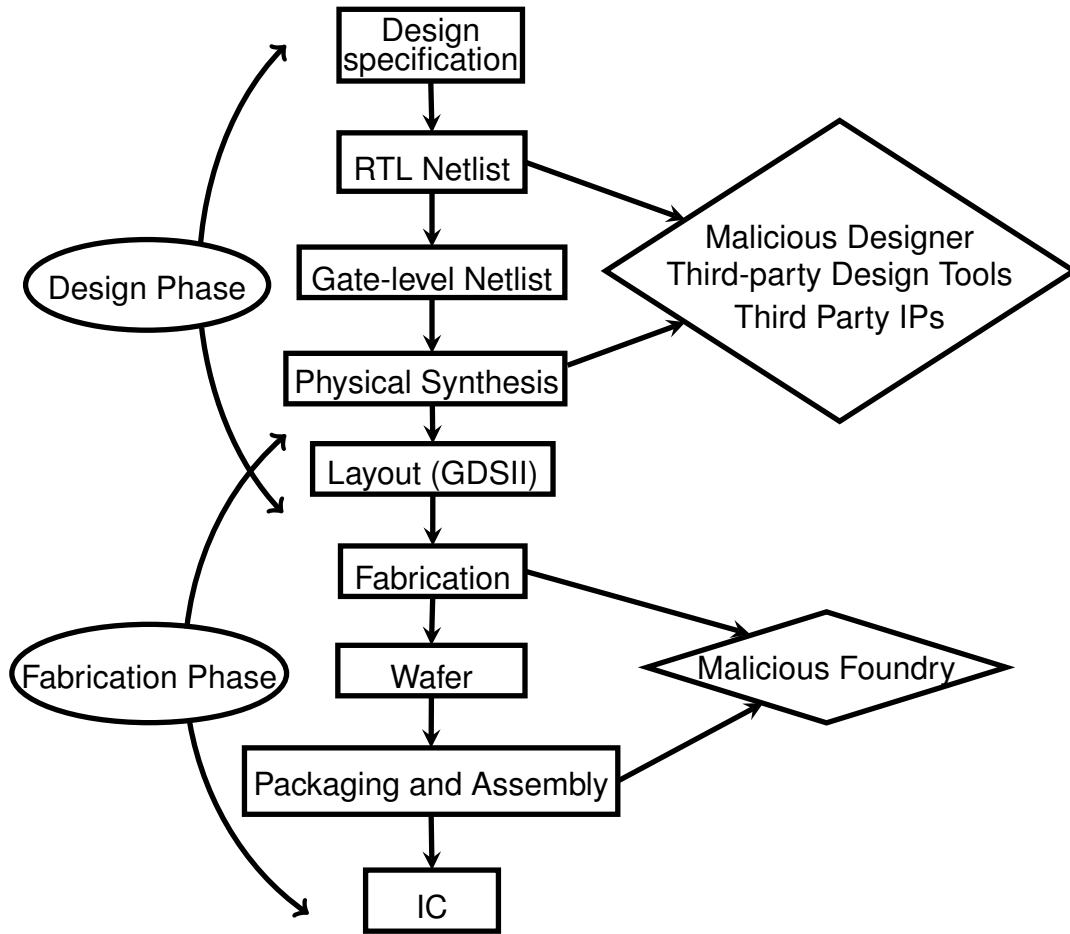 Design
specification
RTL Netlist
Malicious Designer
Third-party Design Tools
Third Party IPs
Gate-level Netlist
Design Phase
Physical Synthesis
Layout (GDSII)
Fabrication
Fabrication Phase
Wafer
Malicious Foundry
Packaging and Assembly
IC